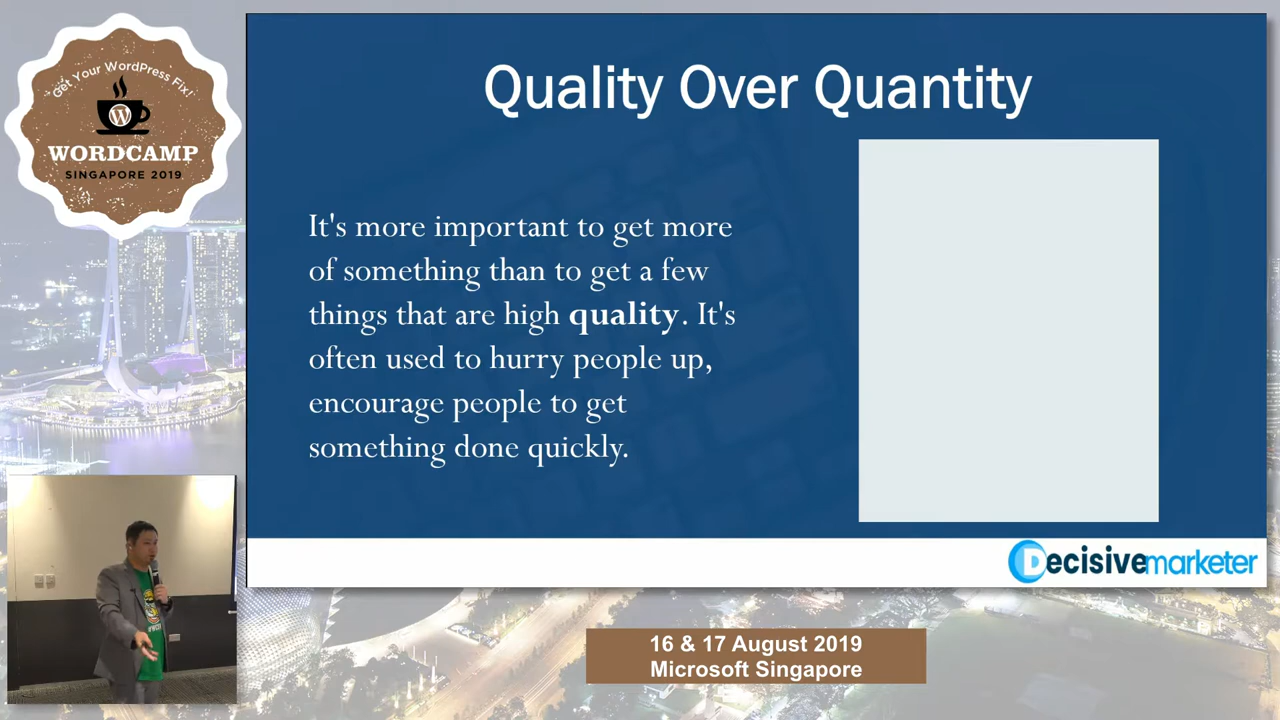 Get Your WordPress Fix!
WORDCAMP
SINGAPORE 2019
Quality Over Quantity
It's more important to get more
of something than to get a few
things that are high quality. It's
often used to hurry people up,
encourage people to get
something done quickly.
Decisivemarketer
16 & 17 August 2019
Microsoft Singapore